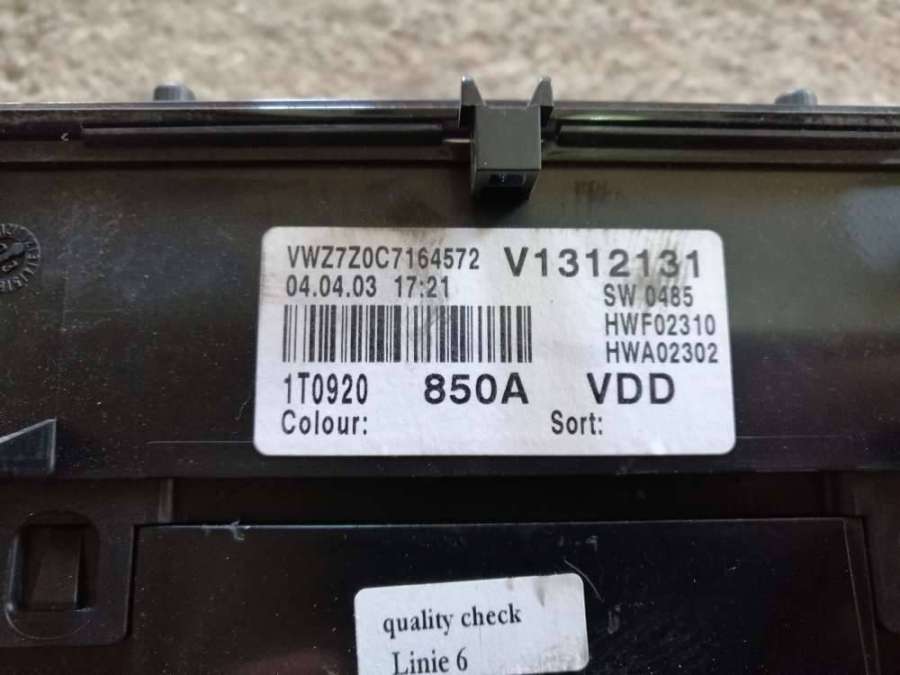 VWZ7Z0C7164572 V1312131
04.04.03 17:21 SW 0485
HWF02310
HWA02302
1T0920 850A VDD
Colour: Sort:
quality check
Linie 6